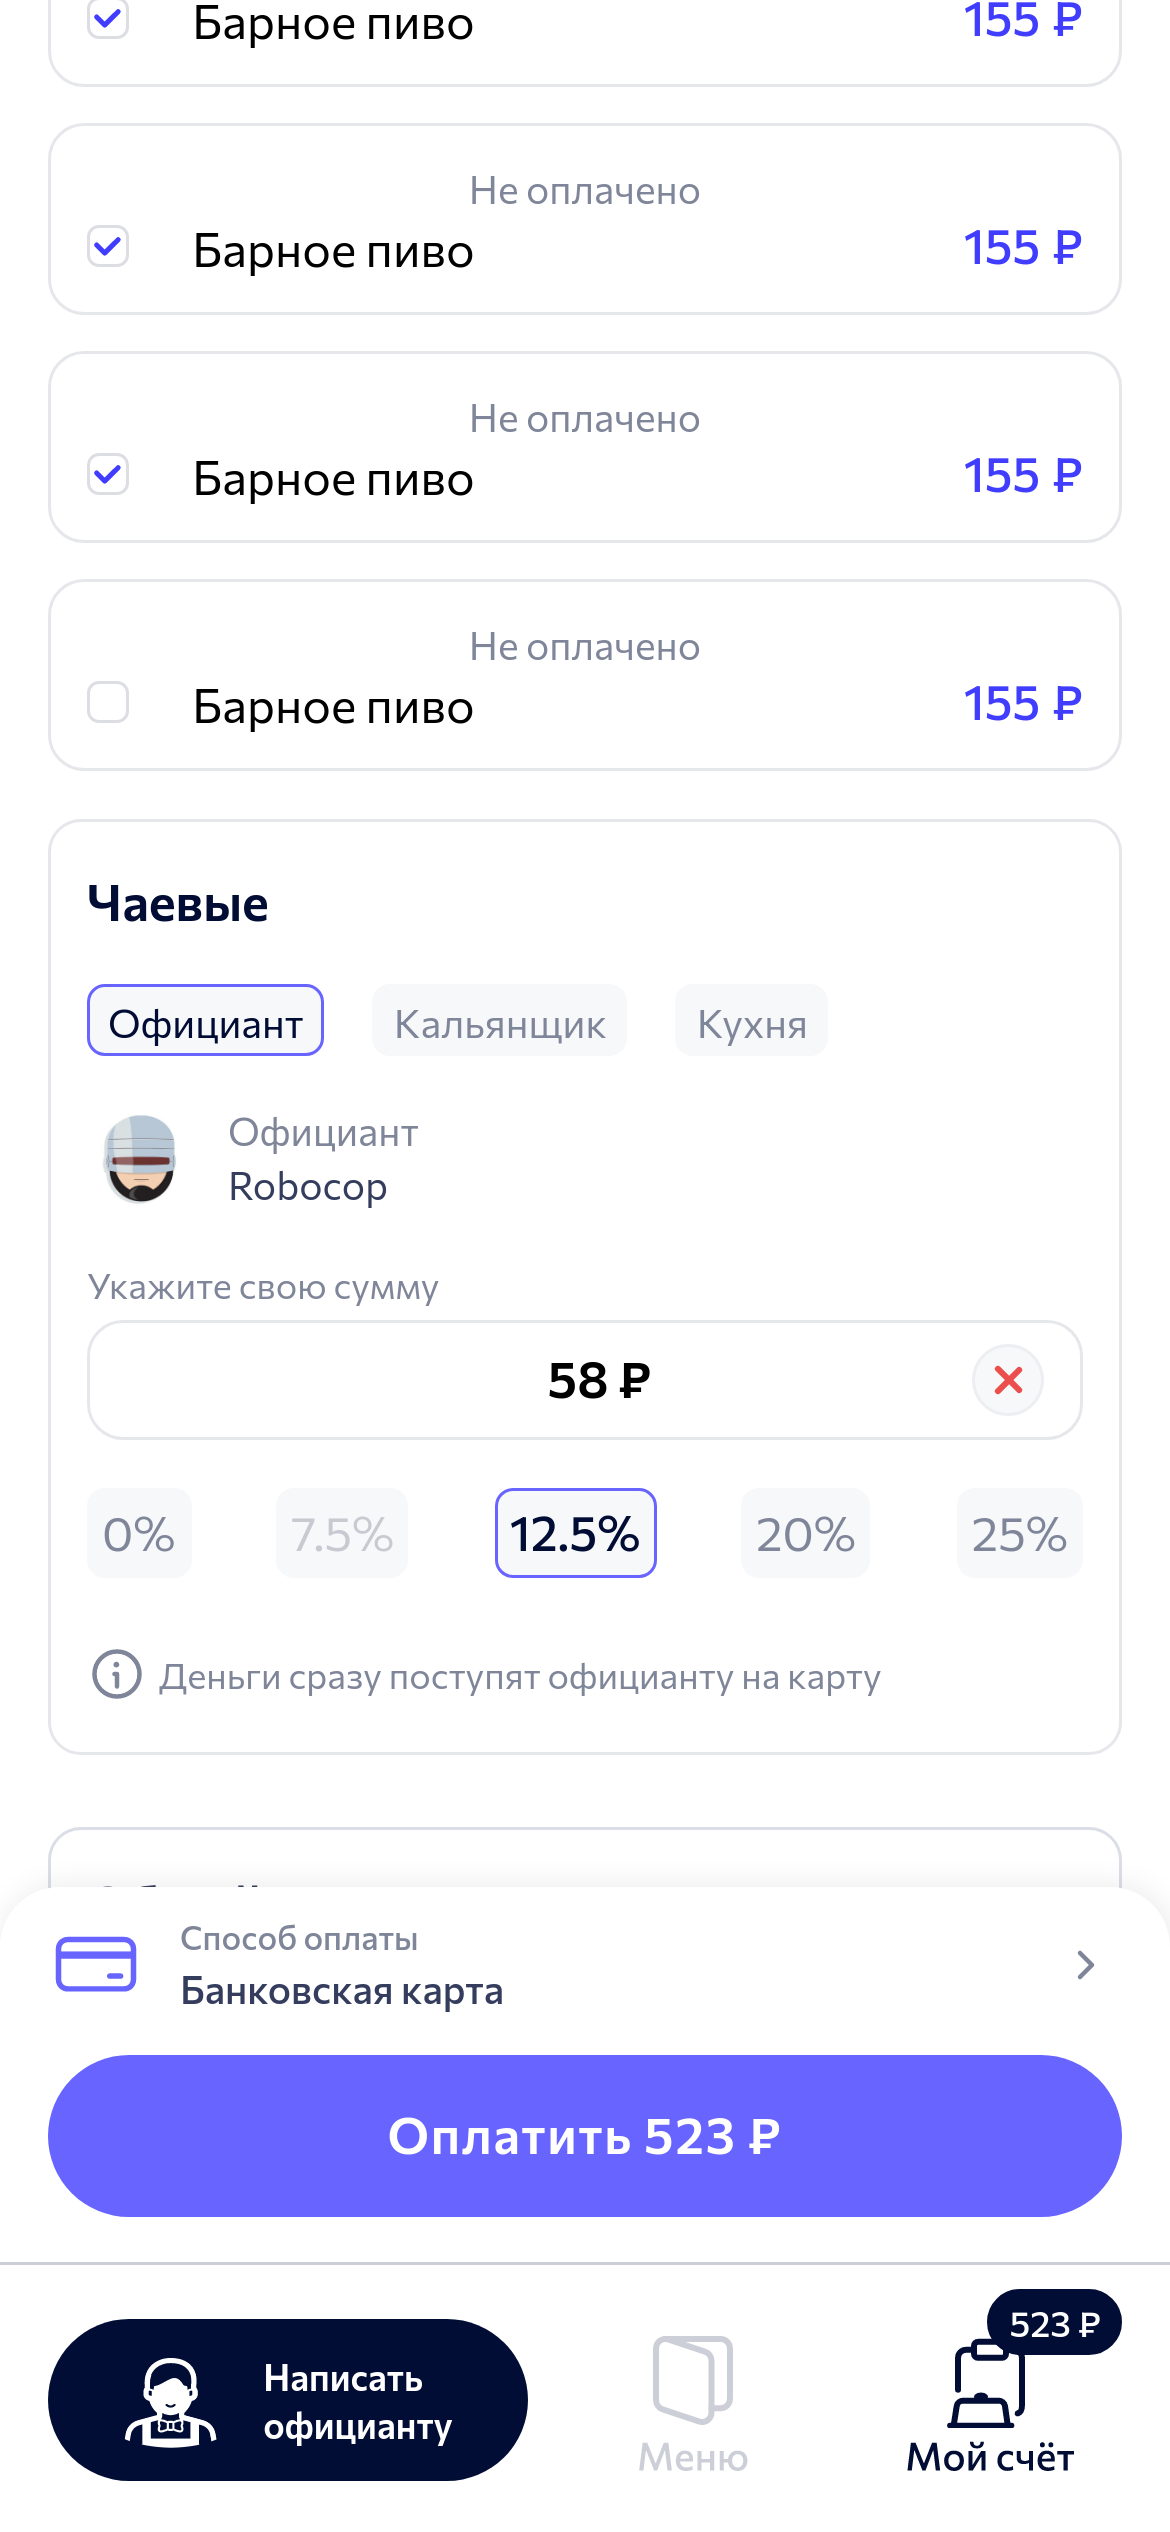 Барное пиво
155 ₽
Не оплачено
Барное пиво
155 ₽
Не оплачено
Барное пиво
155 ₽
Не оплачено
Барное пиво
155 ₽
Чаевые
Официант
Кальянщик
Кухня
Официант
Robocop
Укажите свою сумму
58 ₽
0%
7.5%
12.5%
20%
25%
Деньги сразу поступят официанту на карту
Способ оплаты
Банковская карта
Оплатить 523 ₽
Написать
официанту
Меню
523 ₽
Мой счёт